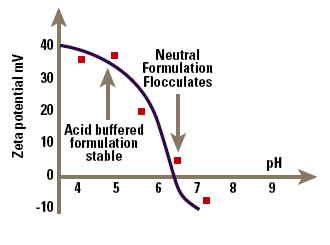 Zeta potential mV
40
30
20
10
0
-10
Neutral
Formulation
Flocculates
Acid buffered
formulation
stable
pH
4 5 6 7 8 9